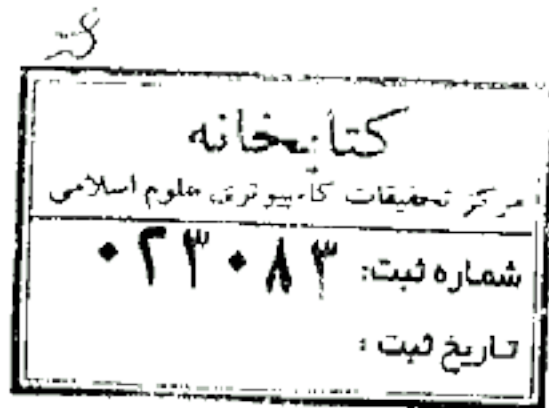 کتابخانه
مرکز تحقیقات کامپیوتری علوم اسلامی
شماره ثبت: ۰۲۳۰۸۳
تاریخ ثبت :